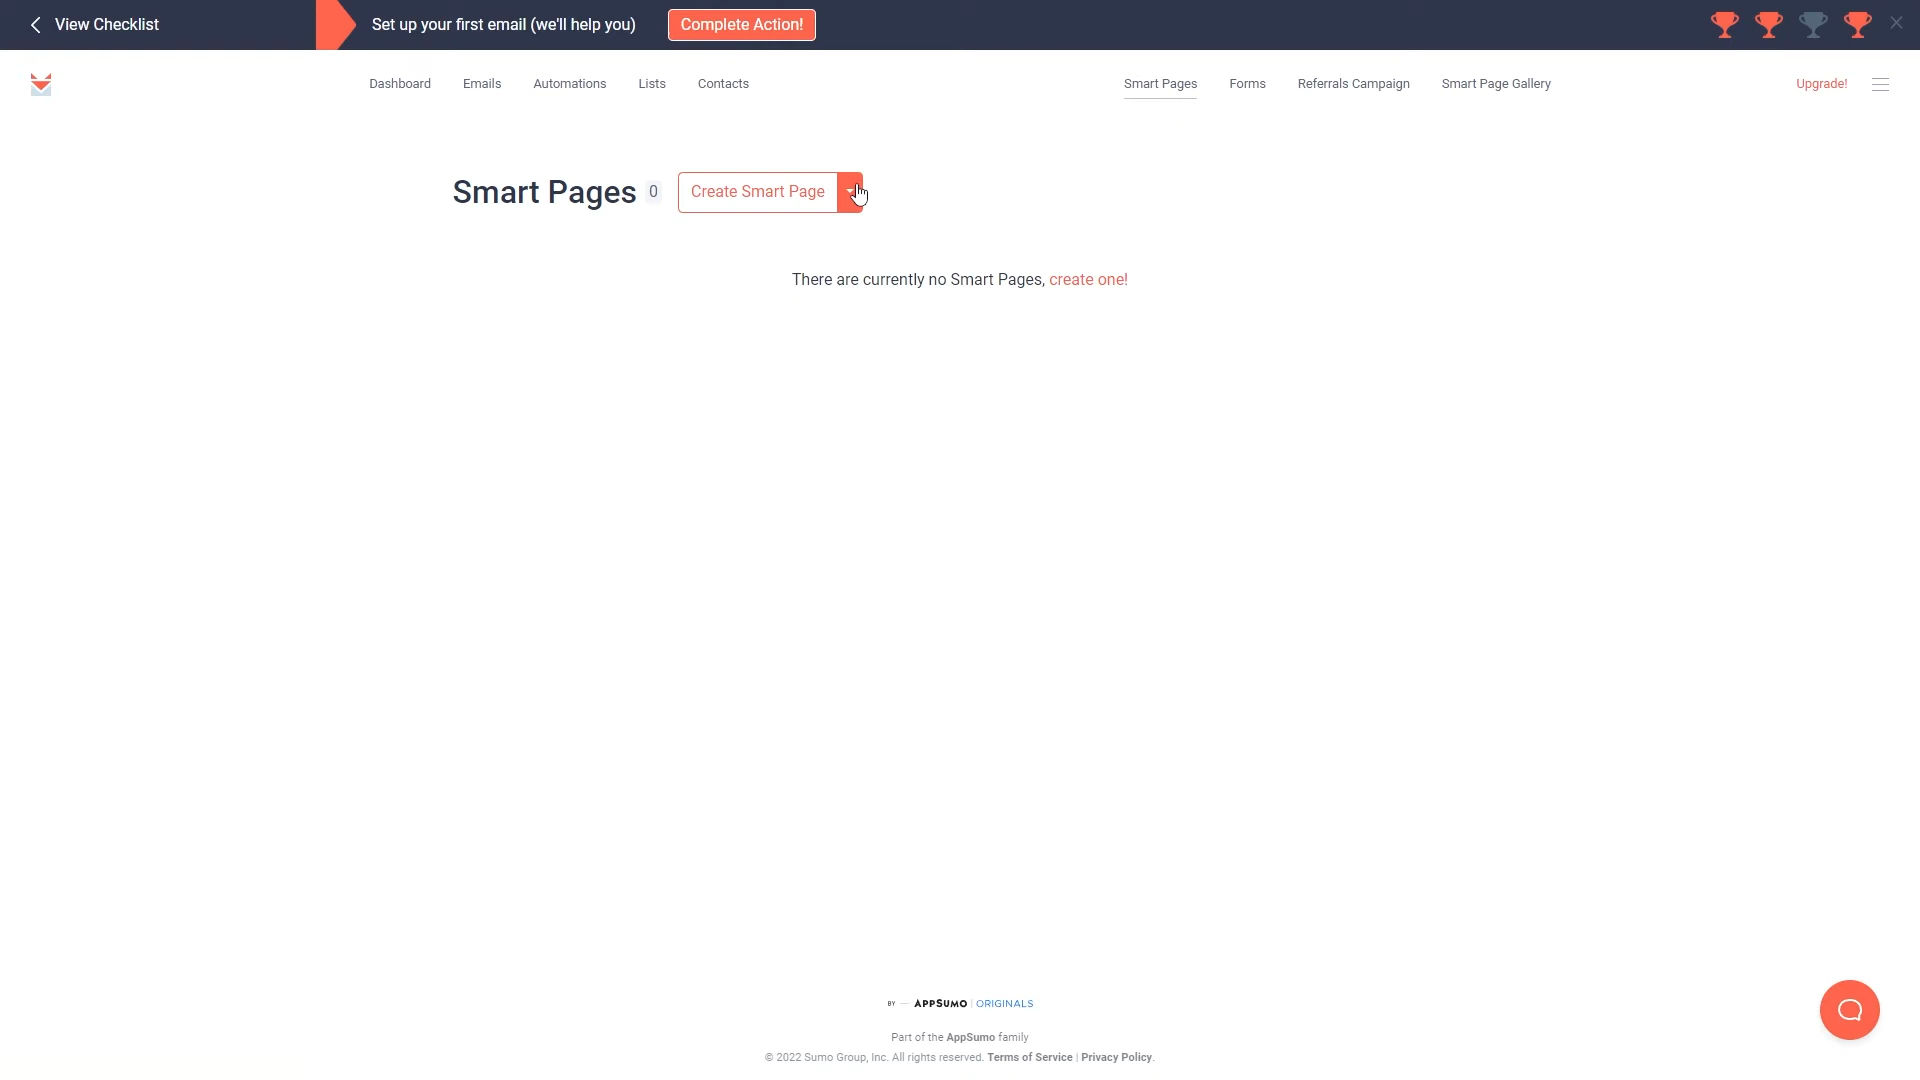 View Checklist
Set up your first email (we'll help you)
Complete Action!
Dashboard
Emails
Automations
Lists
Contacts
Smart Pages
Forms
Referrals Campaign
Smart Page Gallery
Upgrade!
Smart Pages 0
Create Smart Page
There are currently no Smart Pages, create one!
BY — APPSUMO | ORIGINALS
Part of the AppSumo family
© 2022 Sumo Group, Inc. All rights reserved. Terms of Service | Privacy Policy.